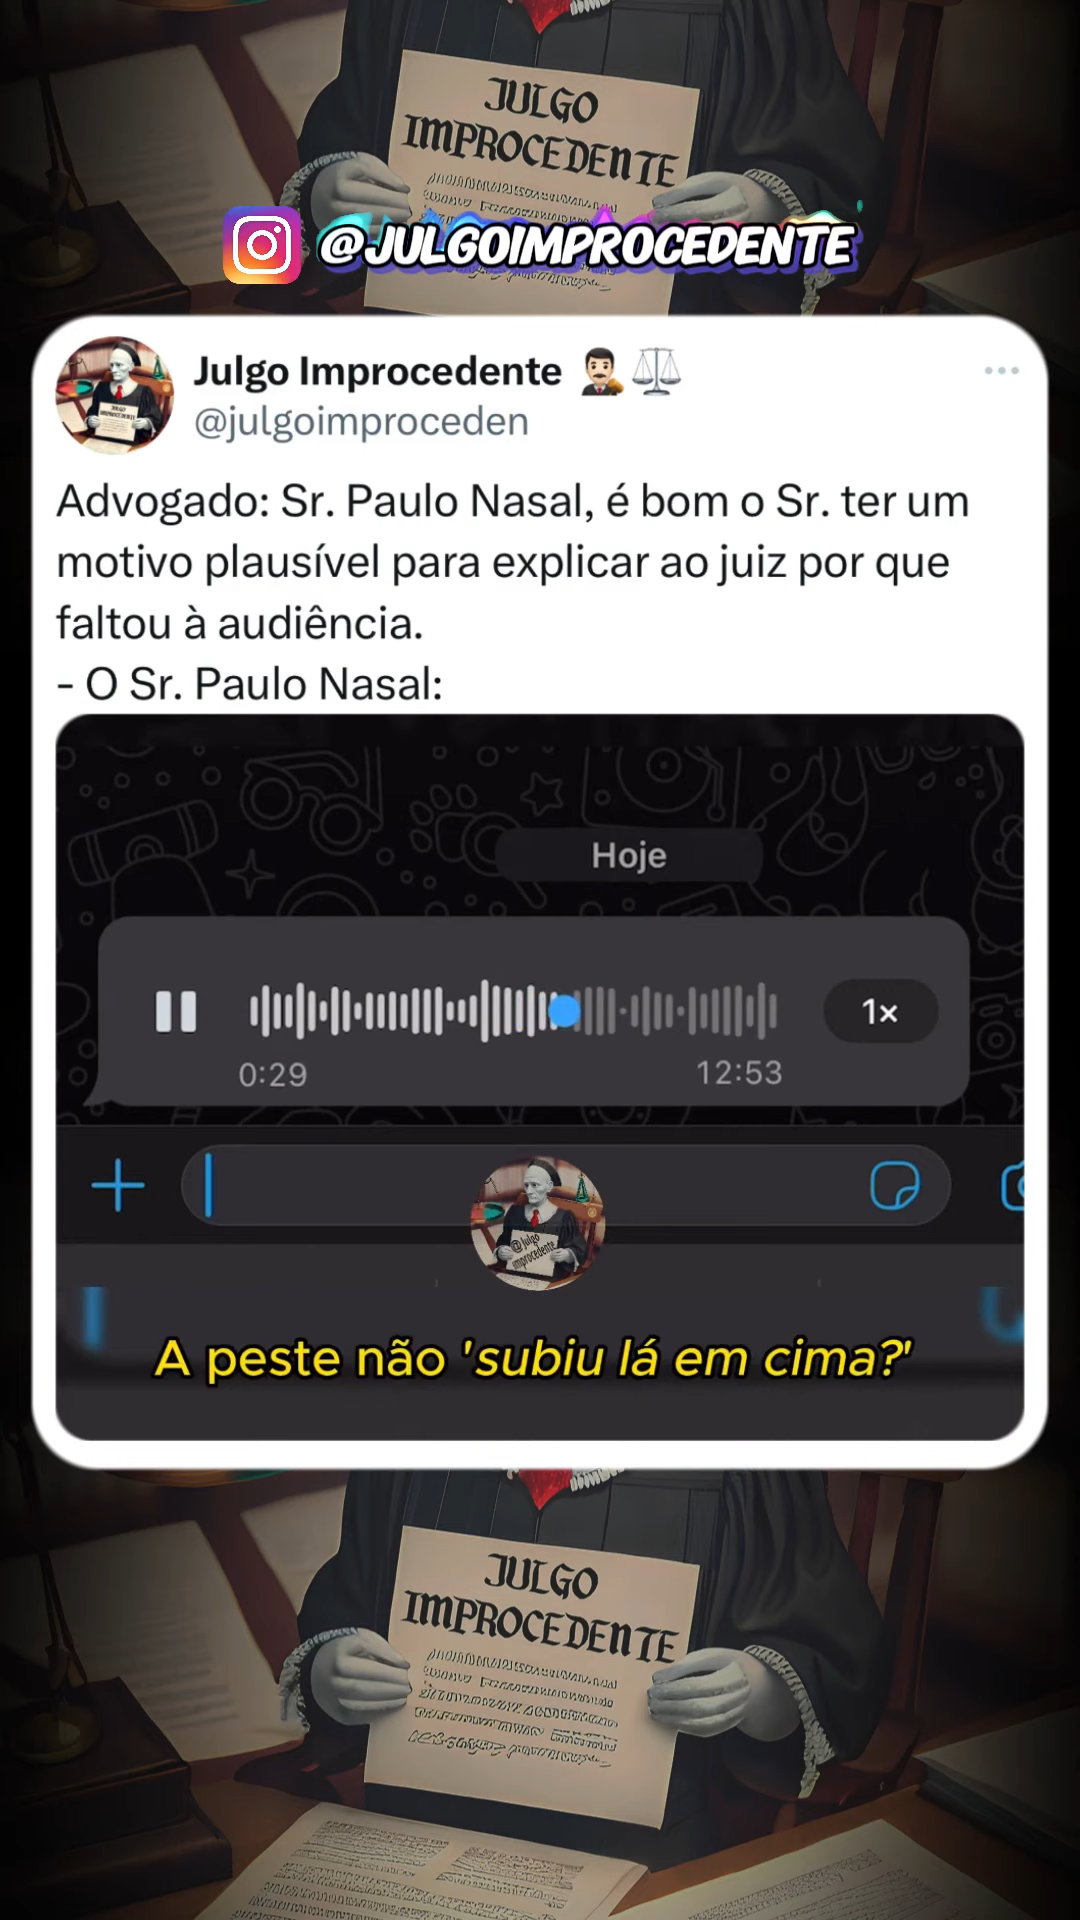 JULGO
IMPROCEDENTE
@JULGOIMPROCEDENTE
Julgo Improcedente
@julgoimproceden
Advogado: Sr. Paulo Nasal, é bom o Sr. ter um
motivo plausível para explicar ao juiz por que
faltou à audiência.
- O Sr. Paulo Nasal:
Hoje
1x
0:29
12:53
@julgo
improcedente
A peste não 'subiu lá em cima?'
JULGO
IMPROCEDENTE